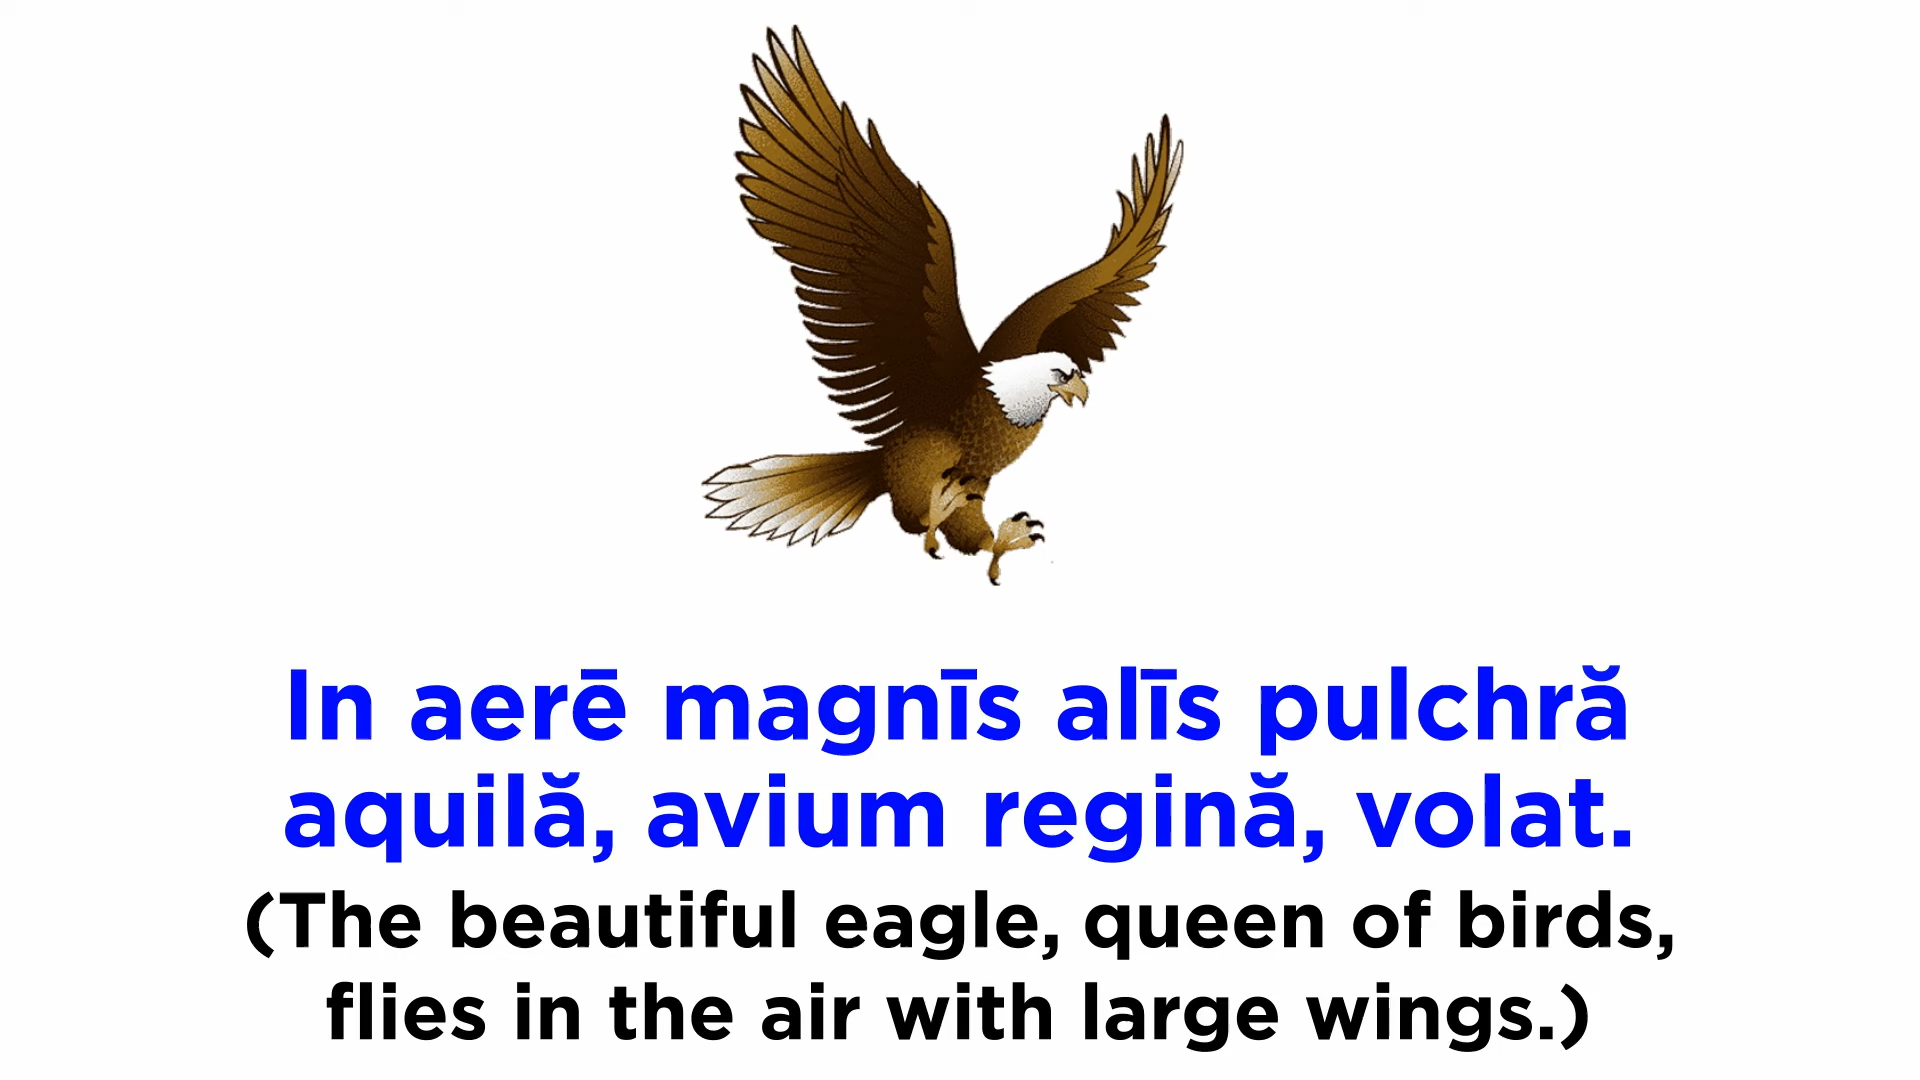 In aerē magnīs alīs pulchră
aquilă, avium regină, volat.
(The beautiful eagle, queen of birds,
flies in the air with large wings.)